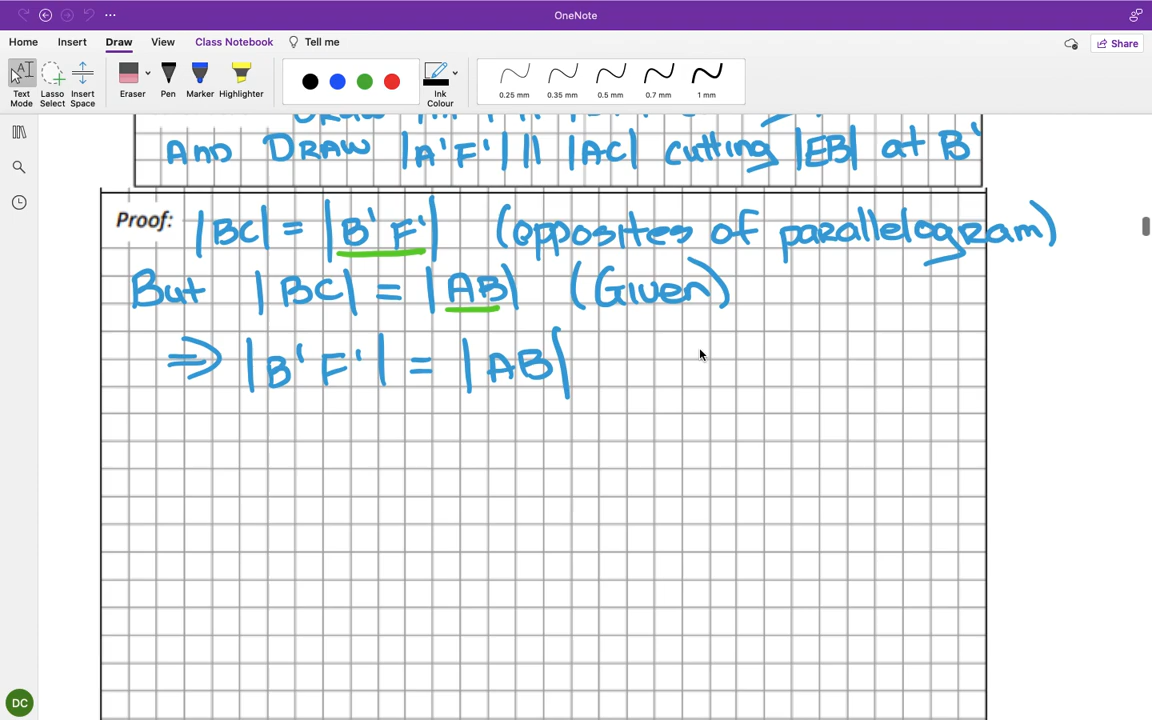 OneNote
Home Insert Draw View Class Notebook Tell me
Share
Text Mode
Lasso Select
Insert Space
Eraser Pen Marker Highlighter
Ink Colour
0.25 mm 0.35 mm 0.5 mm 0.7 mm 1 mm
And DRAW |A'F'| || |AC| cutting |EB| at B'
Proof: |BC| = |B'F'| (opposites of parallelogram)
But |BC| = |AB| (Given)
⇒ |B'F'| = |AB|
DC